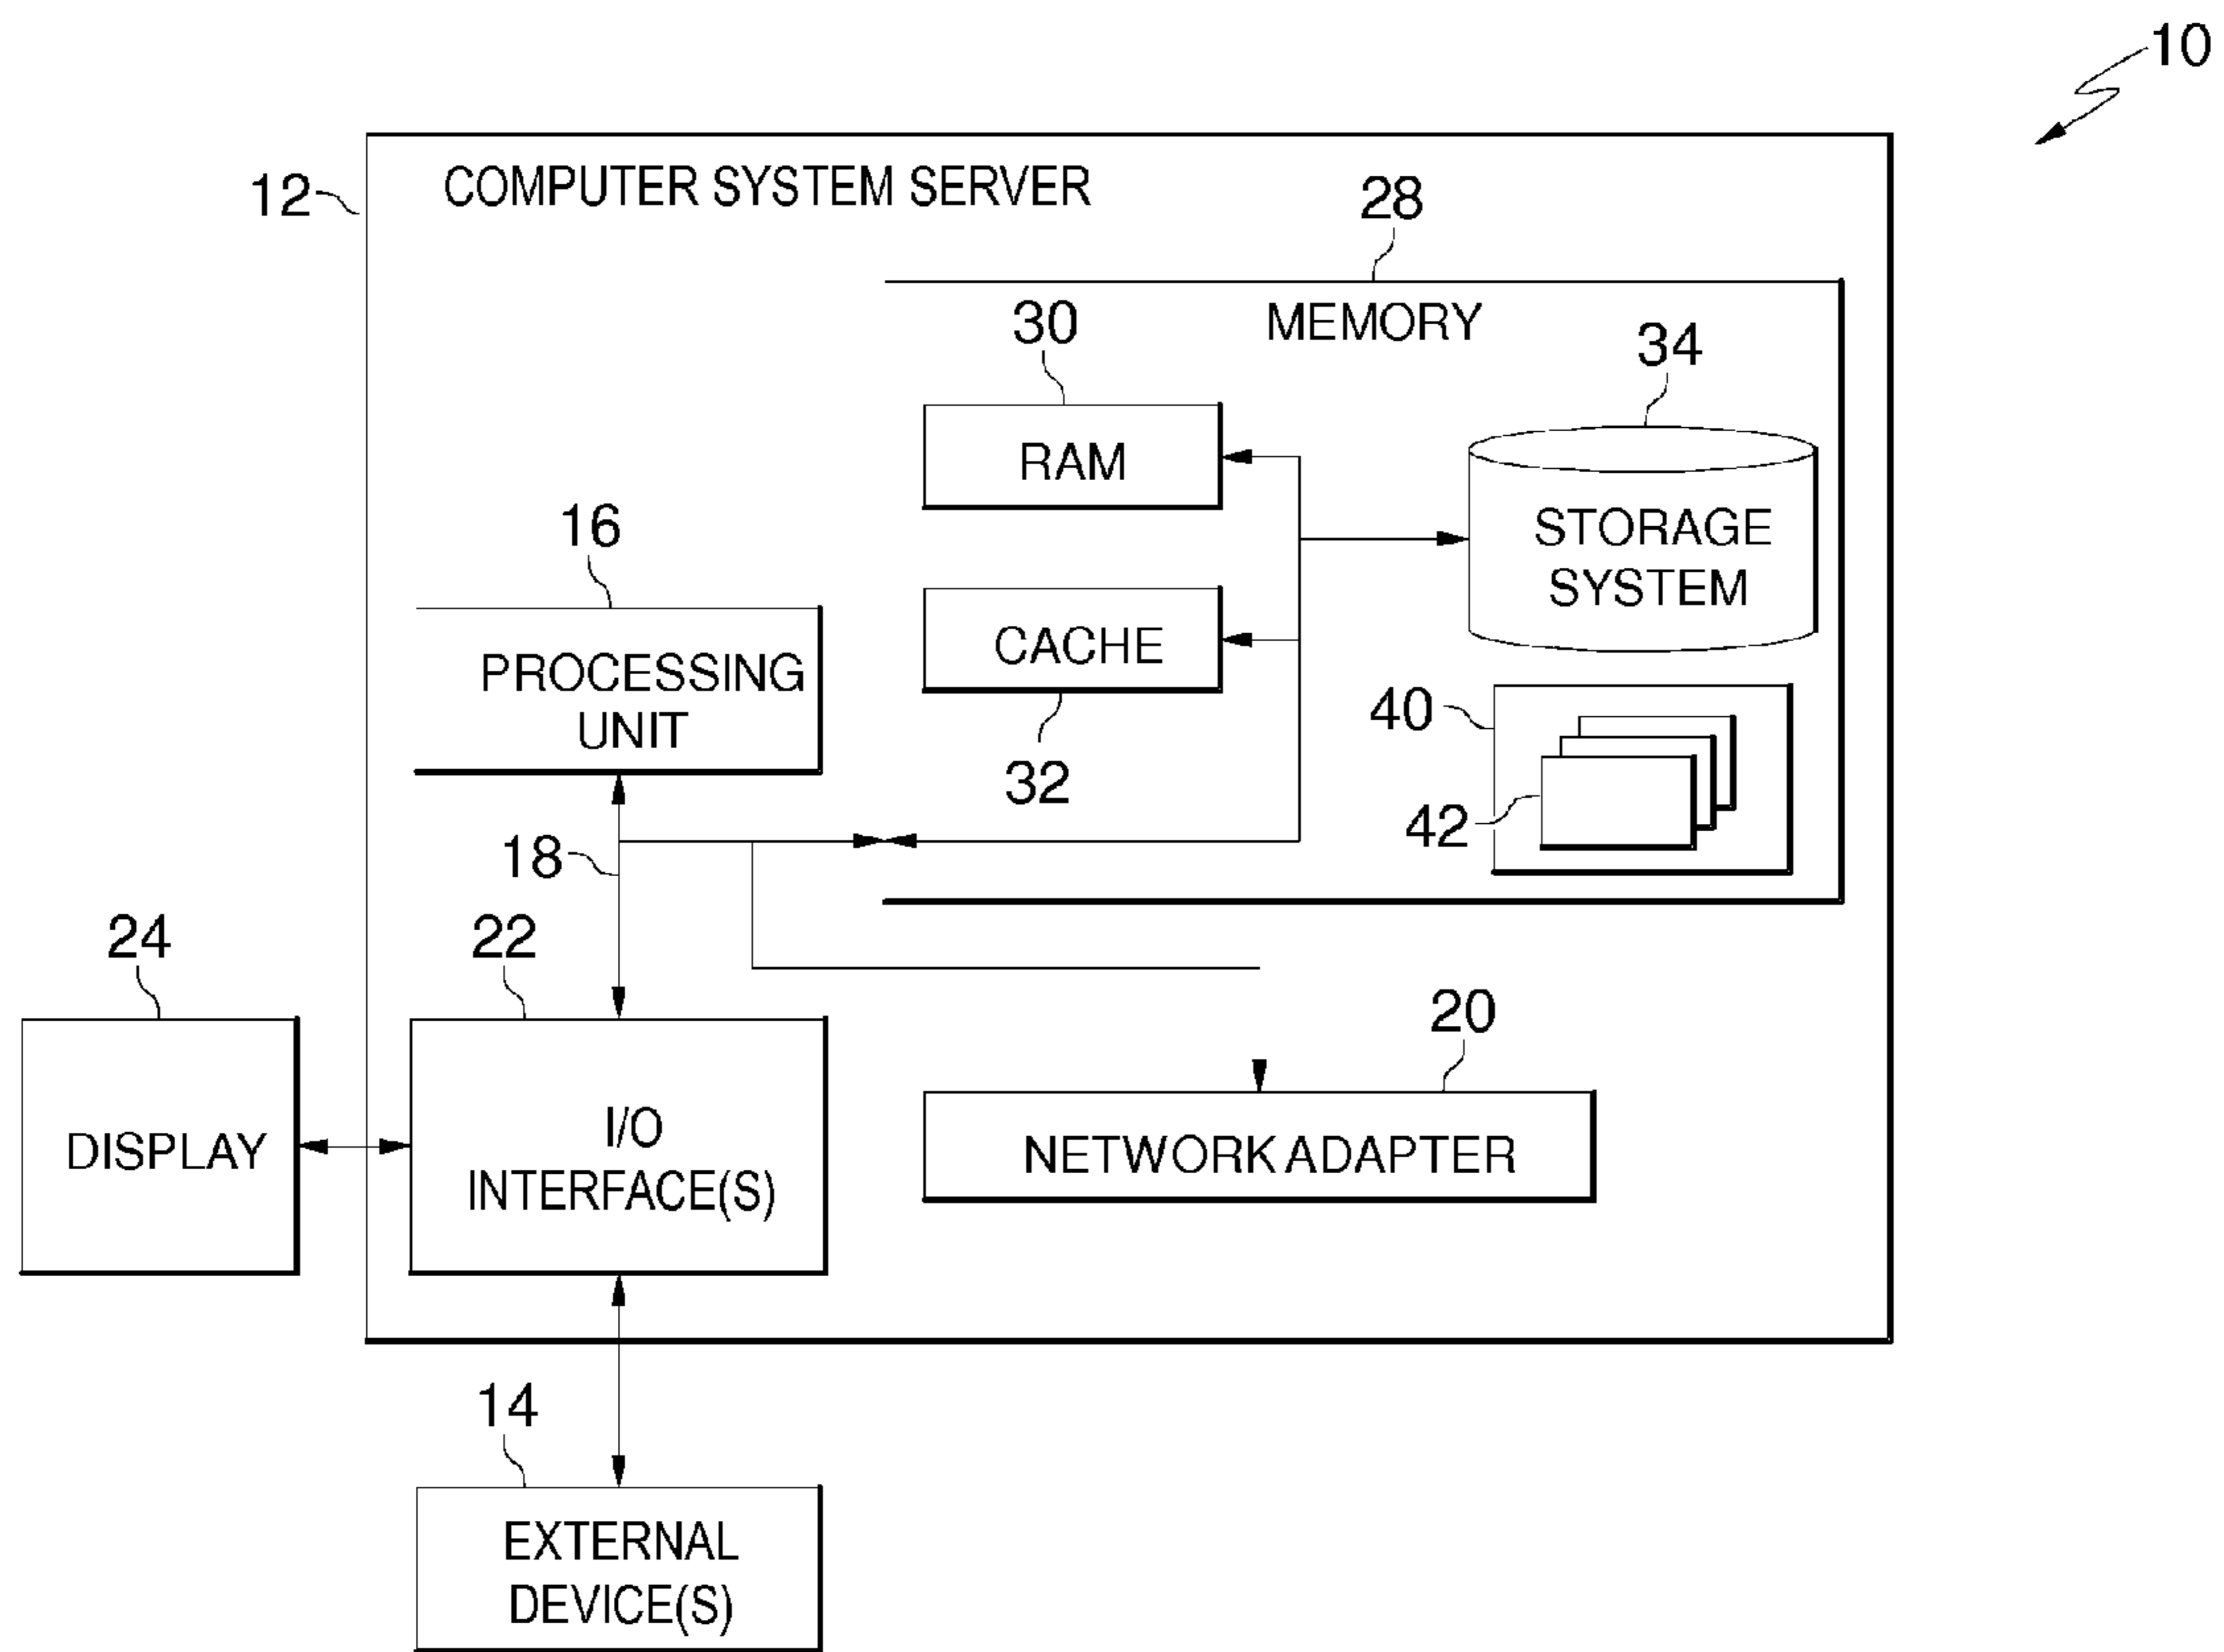 10
12
COMPUTER SYSTEM SERVER
28
MEMORY
30
RAM
34
STORAGE
SYSTEM
16
PROCESSING
UNIT
CACHE
32
40
42
18
22
24
DISPLAY
I/O
INTERFACE(S)
20
NETWORK ADAPTER
14
EXTERNAL
DEVICE(S)